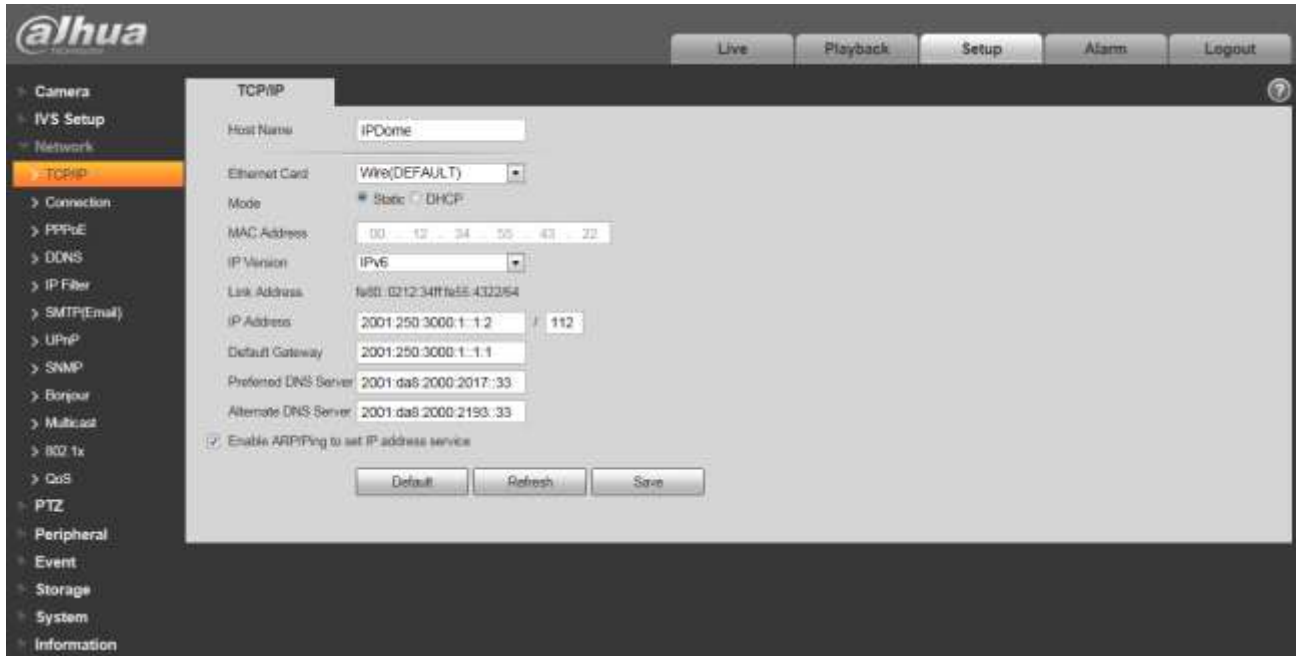 alhua
TECHNOLOGY
Live Playback Setup Alarm Logout
Camera
IVS Setup
Network
TCP/IP
Connection
PPPoE
DDNS
IP Filter
SMTP(Email)
UPnP
SNMP
Bonjour
Multicast
802.1x
QoS
PTZ
Peripheral
Event
Storage
System
Information
TCP/IP
?
Host Name IPDome
Ethernet Card Wire(DEFAULT)
Mode Static DHCP
MAC Address 00 . 12 . 34 . 55 . 43 . 22
IP Version IPv6
Link Address fe80::0212:34ff:fe55:4322/64
IP Address 2001:250:3000:1::1:2 / 112
Default Gateway 2001:250:3000:1::1:1
Preferred DNS Server 2001:da8:2000:2017::33
Alternate DNS Server 2001:da8:2000:2193::33
Enable ARP/Ping to set IP address service
Default Refresh Save